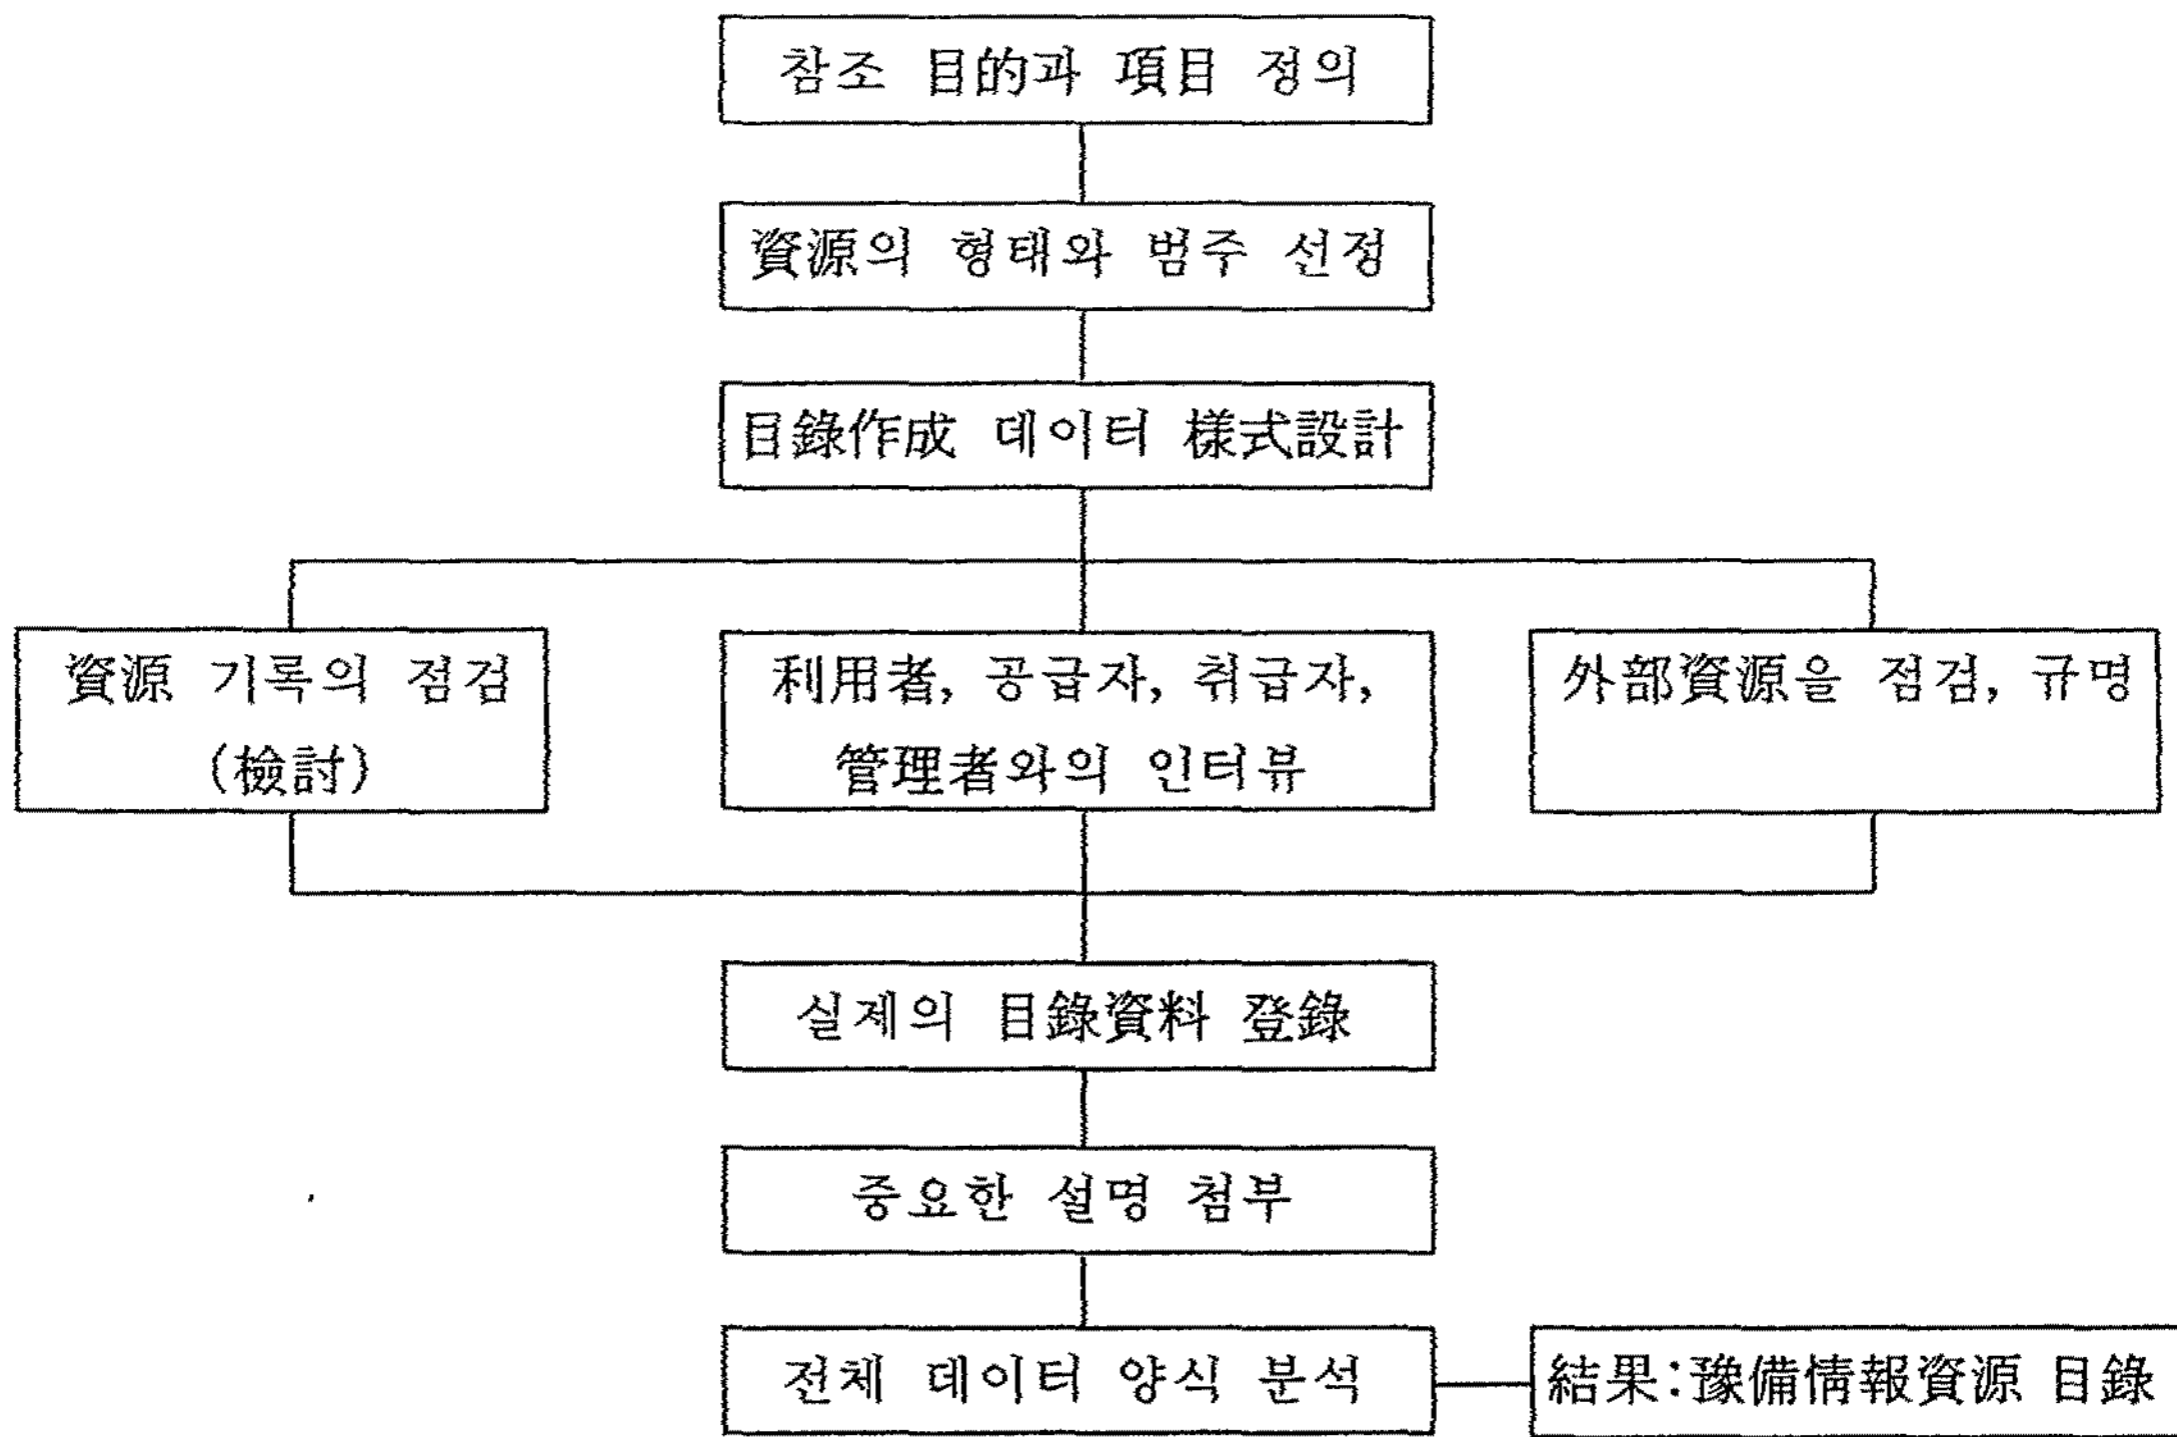 참조 目的과 項目 정의
資源의 형태와 범주 선정
目錄作成 데이터 樣式設計
資源 기록의 점검
(檢討)
利用者, 공급자, 취급자,
管理者와의 인터뷰
外部資源을 점검, 규명
실제의 目錄資料 登錄
중요한 설명 첨부
전체 데이터 양식 분석
結果:豫備情報資源 目錄